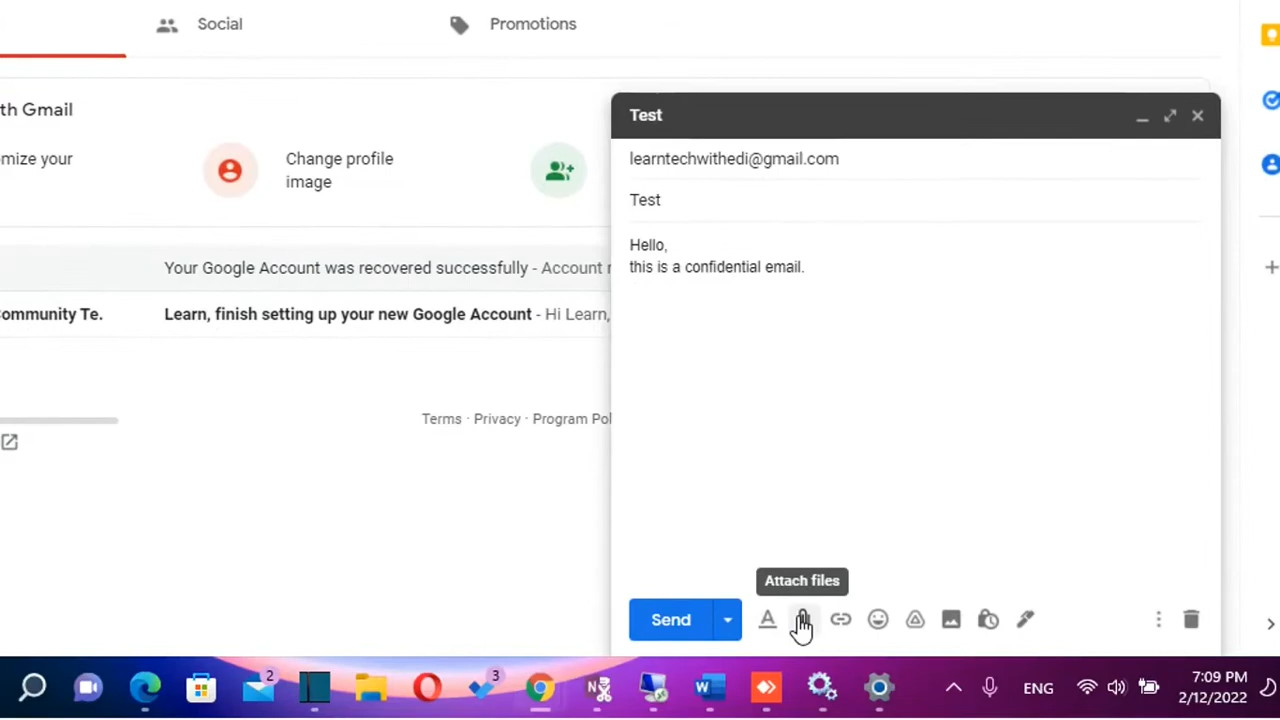 Social
Promotions
th Gmail
omize your
Change profile
image
Your Google Account was recovered successfully - Account r
ommunity Te.
Learn, finish setting up your new Google Account - Hi Learn,
Terms · Privacy · Program Pol
Test
learntechwithedi@gmail.com
Test
Hello,
this is a confidential email.
Attach files
Send
2
3
ENG
7:09 PM
2/12/2022